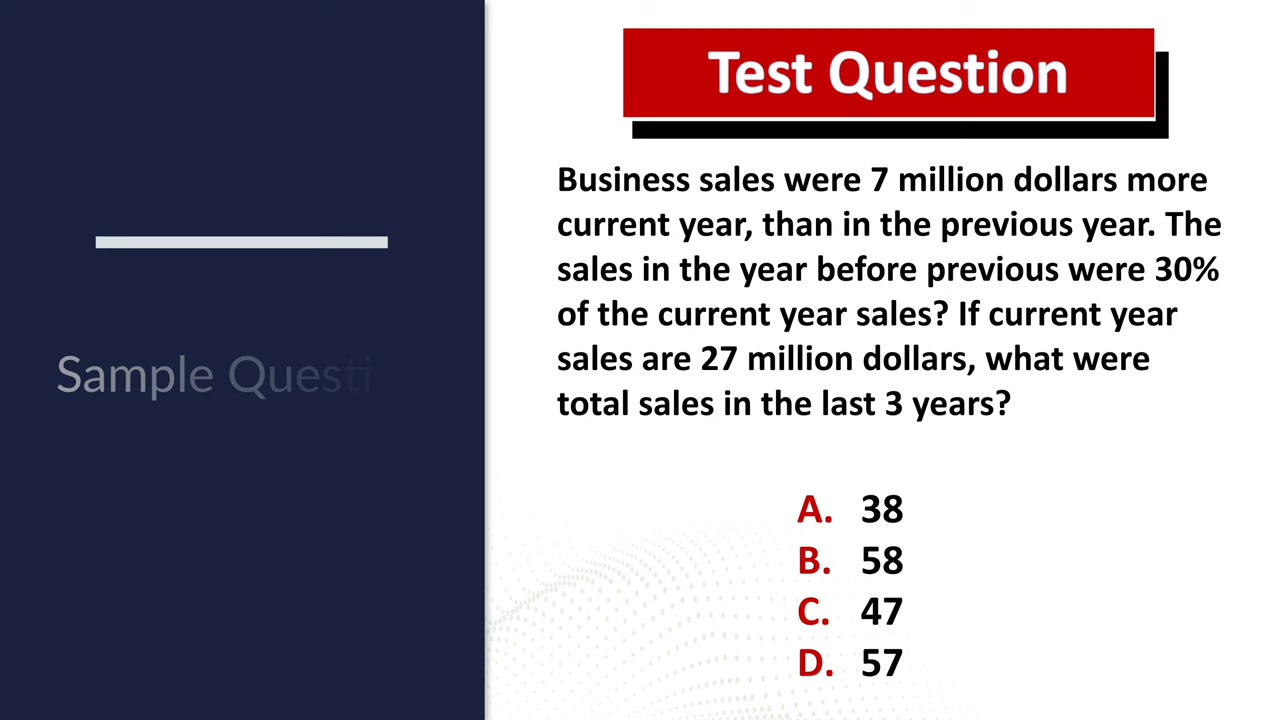 Test Question
Business sales were 7 million dollars more
current year, than in the previous year. The
sales in the year before previous were 30%
of the current year sales? If current year
sales are 27 million dollars, what were
total sales in the last 3 years?
Sample Questi
A. 38
B. 58
C. 47
D. 57